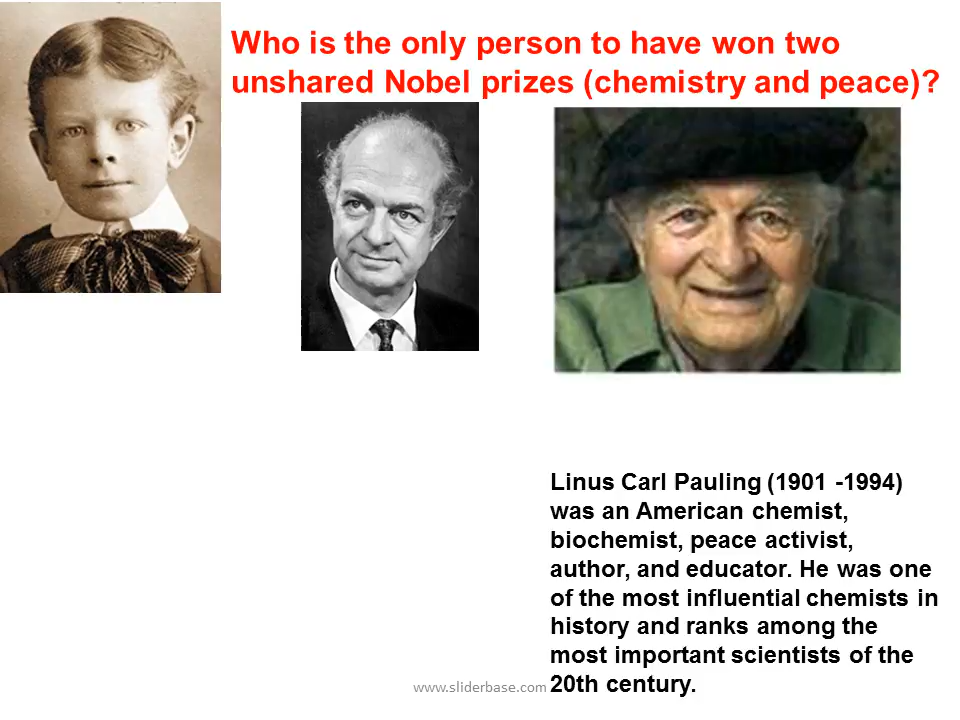 Who is the only person to have won two
unshared Nobel prizes (chemistry and peace)?
Linus Carl Pauling (1901 -1994)
was an American chemist,
biochemist, peace activist,
author, and educator. He was one
of the most influential chemists in
history and ranks among the
most important scientists of the
20th century.
www.sliderbase.com